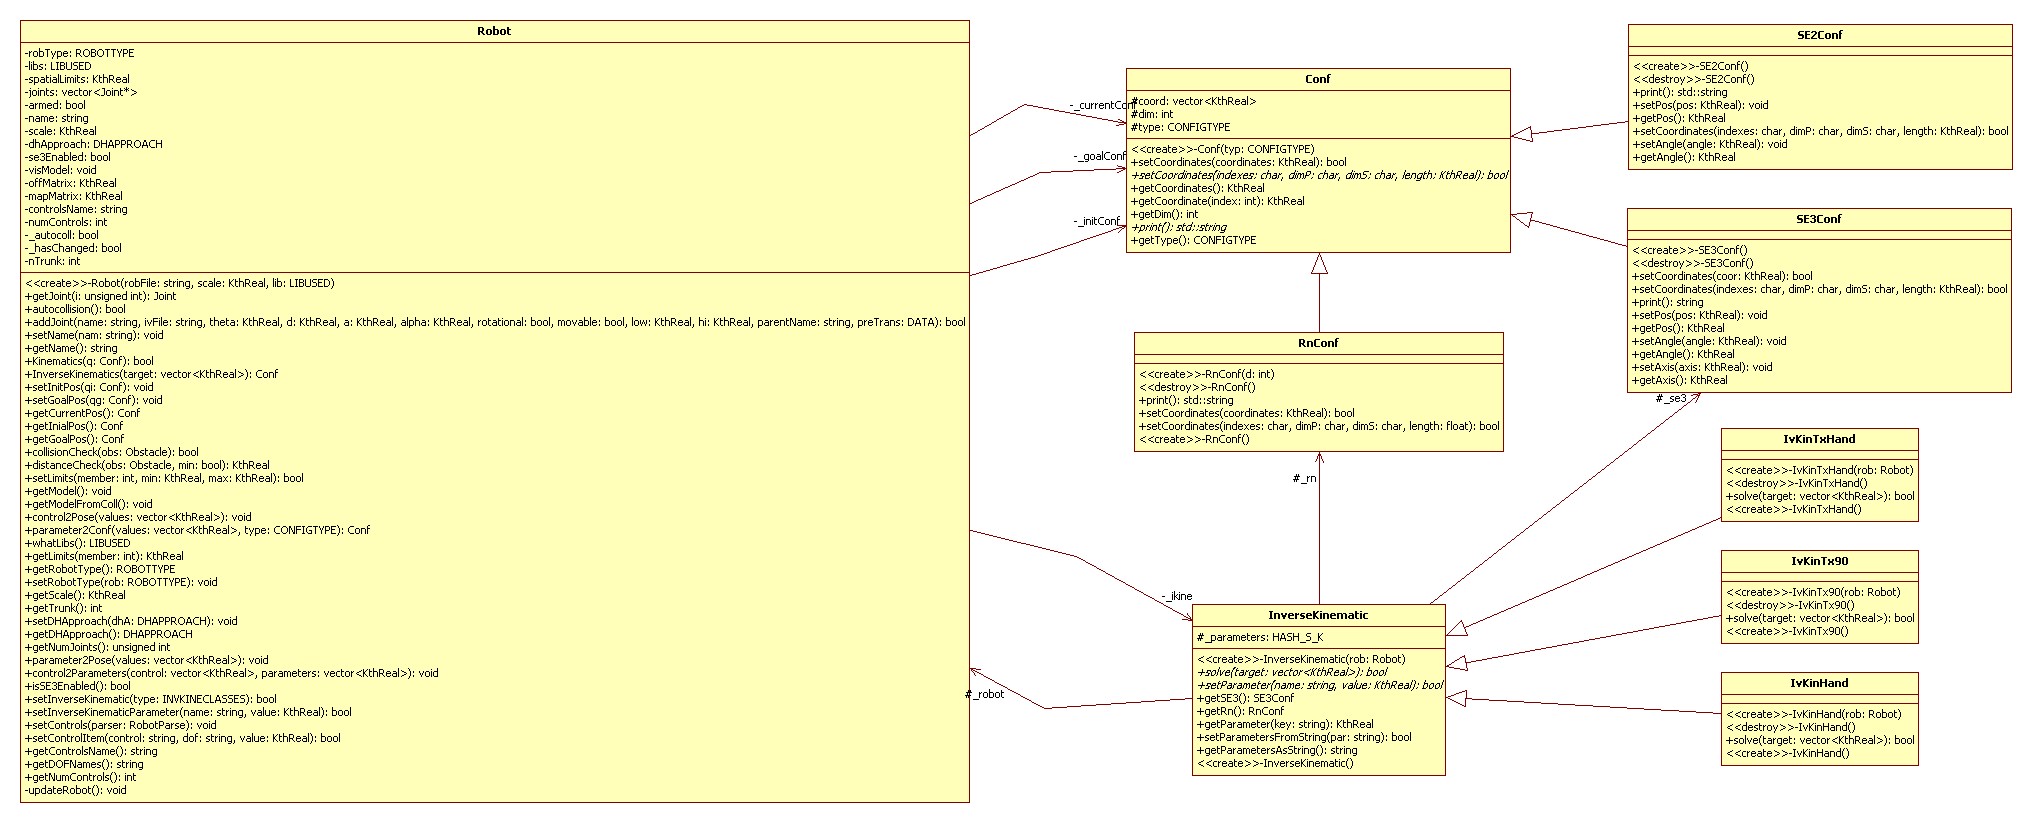 Robot
-robType: ROBOTTYPE
-libs: LIBUSED
-spatialLimits: KthReal
-joints: vector<Joint*>
-armed: bool
-name: string
-scale: KthReal
-dhApproach: DHAPPROACH
-se3Enabled: bool
-visModel: void
-offMatrix: KthReal
-mapMatrix: KthReal
-controlsName: string
-numControls: int
-_autocoll: bool
-_hasChanged: bool
-nTrunk: int
<<create>>-Robot(robFile: string, scale: KthReal, lib: LIBUSED)
+getJoint(i: unsigned int): Joint
+autocollision(): bool
+addJoint(name: string, ivFile: string, theta: KthReal, d: KthReal, a: KthReal, alpha: KthReal, rotational: bool, movable: bool, low: KthReal, hi: KthReal, parentName: string, preTrans: DATA): bool
+setName(nam: string): void
+getName(): string
+Kinematics(q: Conf): bool
+InverseKinematics(target: vector<KthReal>): Conf
+setInitPos(qi: Conf): void
+setGoalPos(qg: Conf): void
+getCurrentPos(): Conf
+getInialPos(): Conf
+getGoalPos(): Conf
+collisionCheck(obs: Obstacle): bool
+distanceCheck(obs: Obstacle, min: bool): KthReal
+setLimits(member: int, min: KthReal, max: KthReal): bool
+getModel(): void
+getModelFromColl(): void
+control2Pose(values: vector<KthReal>): void
+parameter2Conf(values: vector<KthReal>, type: CONFIGTYPE): Conf
+whatLibs(): LIBUSED
+getLimits(member: int): KthReal
+getRobotType(): ROBOTTYPE
+setRobotType(rob: ROBOTTYPE): void
+getScale(): KthReal
+getTrunk(): int
+setDHApproach(dhA: DHAPPROACH): void
+getDHApproach(): DHAPPROACH
+getNumJoints(): unsigned int
+parameter2Pose(values: vector<KthReal>): void
+control2Parameters(control: vector<KthReal>, parameters: vector<KthReal>): void
+isSE3Enabled(): bool
+setInverseKinematic(type: INVKINECLASSES): bool
+setInverseKinematicParameter(name: string, value: KthReal): bool
+setControls(parser: RobotParse): void
+setControlItem(control: string, dof: string, value: KthReal): bool
+getControlsName(): string
+getDOFNames(): string
+getNumControls(): int
-updateRobot(): void
-_currentConf
-_goalConf
-_initConf
-_ikine
#_robot
Conf
#coord: vector<KthReal>
#dim: int
#type: CONFIGTYPE
<<create>>-Conf(typ: CONFIGTYPE)
+setCoordinates(coordinates: KthReal): bool
+setCoordinates(indexes: char, dimP: char, dimS: char, length: KthReal): bool
+getCoordinates(): KthReal
+getCoordinate(index: int): KthReal
+getDim(): int
+print(): std::string
+getType(): CONFIGTYPE
RnConf
<<create>>-RnConf(d: int)
<<destroy>>-RnConf()
+print(): std::string
+setCoordinates(coordinates: KthReal): bool
+setCoordinates(indexes: char, dimP: char, dimS: char, length: float): bool
<<create>>-RnConf()
#_rn
InverseKinematic
#_parameters: HASH_S_K
<<create>>-InverseKinematic(rob: Robot)
+solve(target: vector<KthReal>): bool
+setParameter(name: string, value: KthReal): bool
+getSE3(): SE3Conf
+getRn(): RnConf
+getParameter(key: string): KthReal
+setParametersFromString(par: string): bool
+getParametersAsString(): string
<<create>>-InverseKinematic()
SE2Conf
<<create>>-SE2Conf()
<<destroy>>-SE2Conf()
+print(): std::string
+setPos(pos: KthReal): void
+getPos(): KthReal
+setCoordinates(indexes: char, dimP: char, dimS: char, length: KthReal): bool
+setAngle(angle: KthReal): void
+getAngle(): KthReal
SE3Conf
<<create>>-SE3Conf()
<<destroy>>-SE3Conf()
+setCoordinates(coor: KthReal): bool
+setCoordinates(indexes: char, dimP: char, dimS: char, length: KthReal): bool
+print(): string
+setPos(pos: KthReal): void
+getPos(): KthReal
+setAngle(angle: KthReal): void
+getAngle(): KthReal
+setAxis(axis: KthReal): void
+getAxis(): KthReal
#_se3
IvKinTxHand
<<create>>-IvKinTxHand(rob: Robot)
<<destroy>>-IvKinTxHand()
+solve(target: vector<KthReal>): bool
<<create>>-IvKinTxHand()
IvKinTx90
<<create>>-IvKinTx90(rob: Robot)
<<destroy>>-IvKinTx90()
+solve(target: vector<KthReal>): bool
<<create>>-IvKinTx90()
IvKinHand
<<create>>-IvKinHand(rob: Robot)
<<destroy>>-IvKinHand()
+solve(target: vector<KthReal>): bool
<<create>>-IvKinHand()